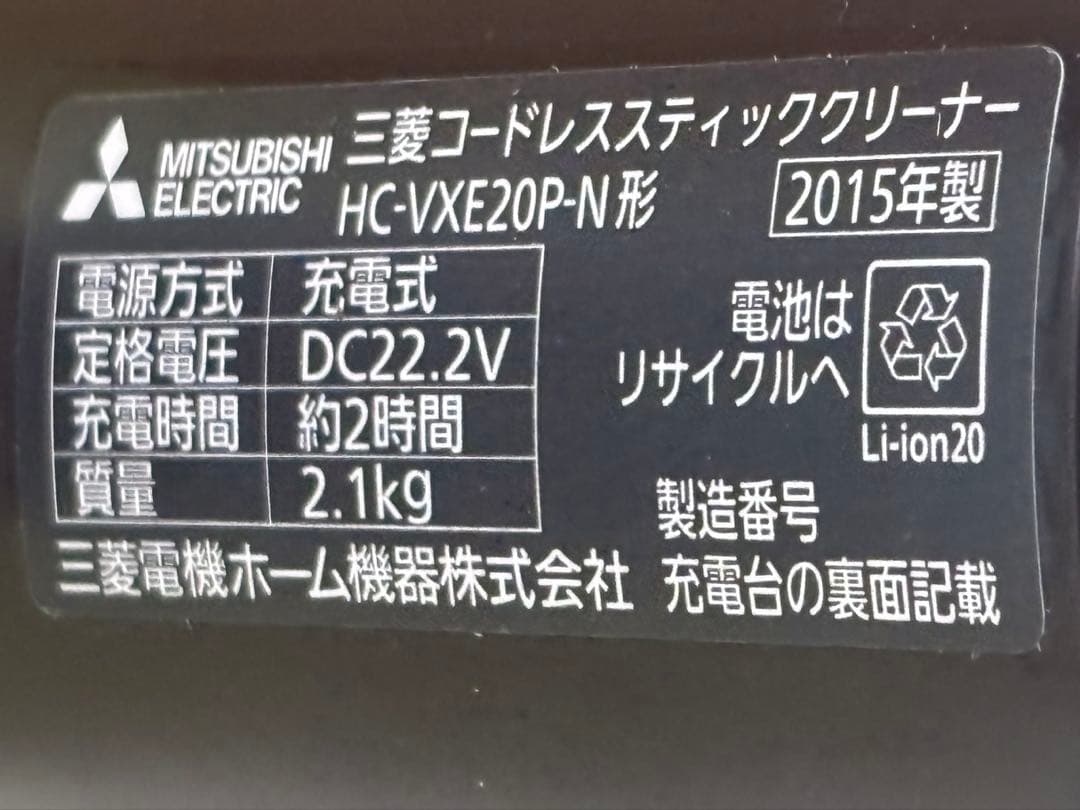 MITSUBISHI
ELECTRIC
三菱コードレススティッククリーナー
HC-VXE20P-N形
2015年製
電源方式 充電式
定格電圧 DC22.2V
充電時間 約2時間
質量 2.1kg
電池は
リサイクルへ
Li-ion20
製造番号
充電台の裏面記載
三菱電機ホーム機器株式会社